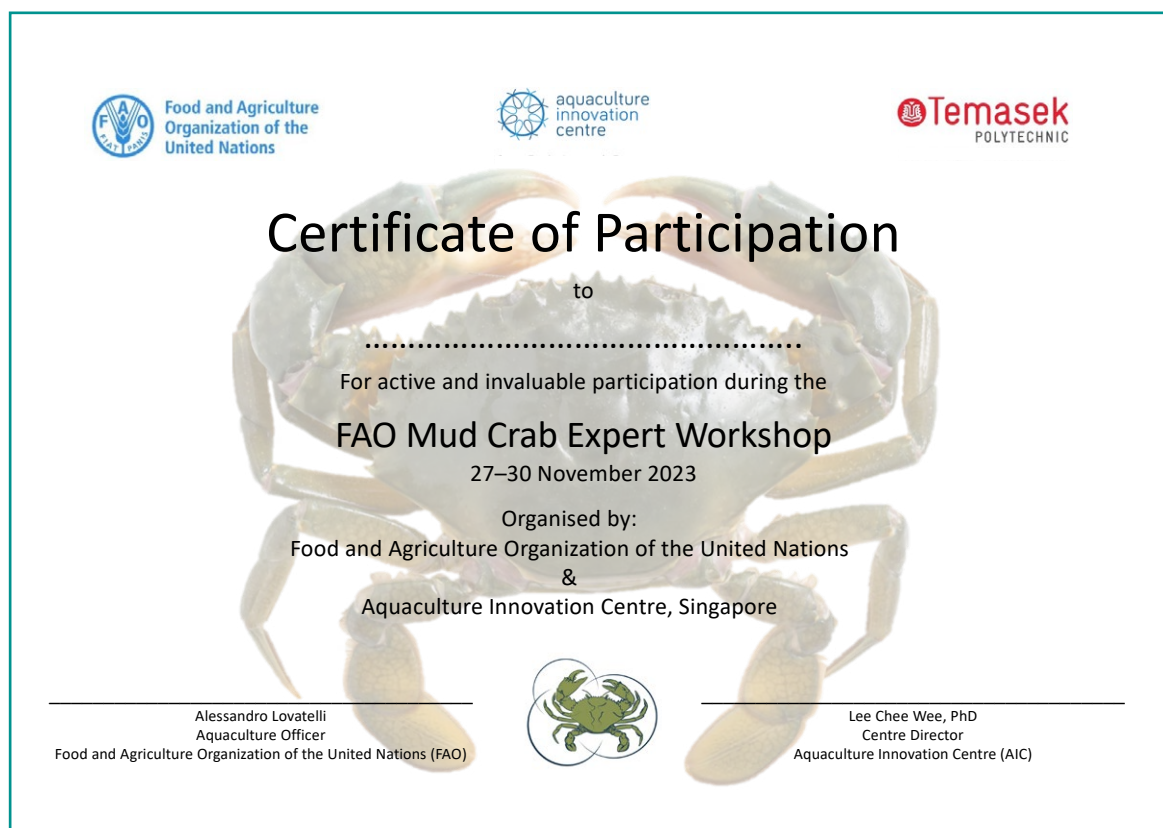 FAO
FIAT PANIS
Food and Agriculture
Organization of the
United Nations
aquaculture
innovation
centre
Temasek
POLYTECHNIC
Certificate of Participation
to
……………………………………………..
For active and invaluable participation during the
FAO Mud Crab Expert Workshop
27–30 November 2023
Organised by:
Food and Agriculture Organization of the United Nations
&
Aquaculture Innovation Centre, Singapore
Alessandro Lovatelli
Aquaculture Officer
Food and Agriculture Organization of the United Nations (FAO)
Lee Chee Wee, PhD
Centre Director
Aquaculture Innovation Centre (AIC)